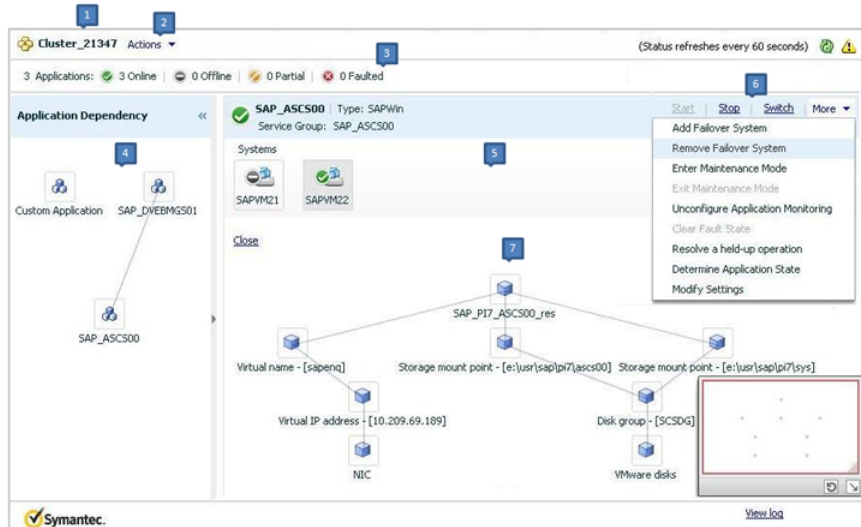 1
2
Cluster_21347 Actions
3
(Status refreshes every 60 seconds)
3 Applications: 3 Online | 0 Offline | 0 Partial | 0 Faulted
6
Application Dependency «
SAP_ASCS00 | Type: SAPWin
Service Group: SAP_ASCS00
Start | Stop | Switch | More
4
Custom Application
SAP_DVEBMGS01
SAP_ASCS00
Systems
5
SAPVM21
SAPVM22
Add Failover System
Remove Failover System
Enter Maintenance Mode
Exit Maintenance Mode
Unconfigure Application Monitoring
Clear Fault State
Resolve a held-up operation
Determine Application State
Modify Settings
Close
7
SAP_PI7_ASCS00_res
Virtual name - [sapenq]
Storage mount point - [e:\usr\sap\pi7\ascs00]
Storage mount point - [e:\usr\sap\pi7\sys]
Virtual IP address - [10.209.69.189]
Disk group - [SCSDG]
NIC
VMware disks
Symantec.
View log